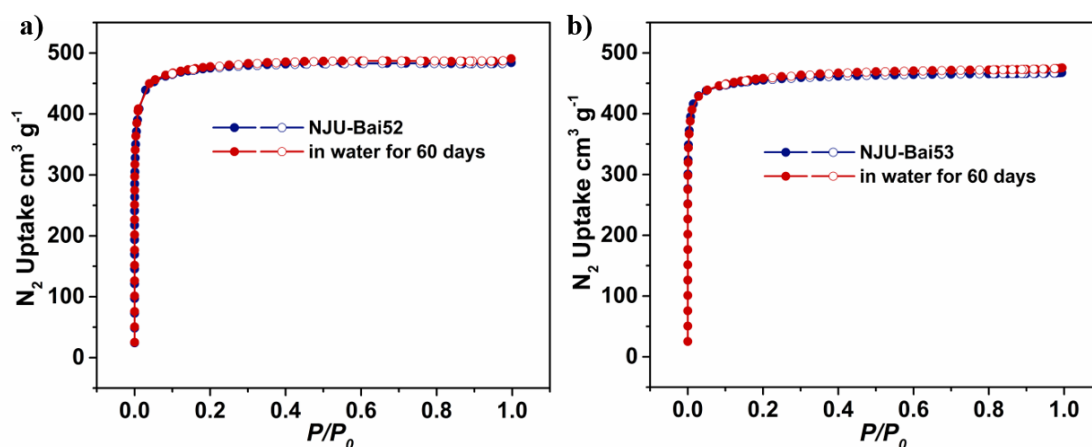 a)
N2 Uptake cm3 g-1
500
400
300
200
100
0
NJU-Bai52
in water for 60 days
0.0 0.2 0.4 0.6 0.8 1.0
P/P0
b)
N2 Uptake cm3 g-1
500
400
300
200
100
0
NJU-Bai53
in water for 60 days
0.0 0.2 0.4 0.6 0.8 1.0
P/P0